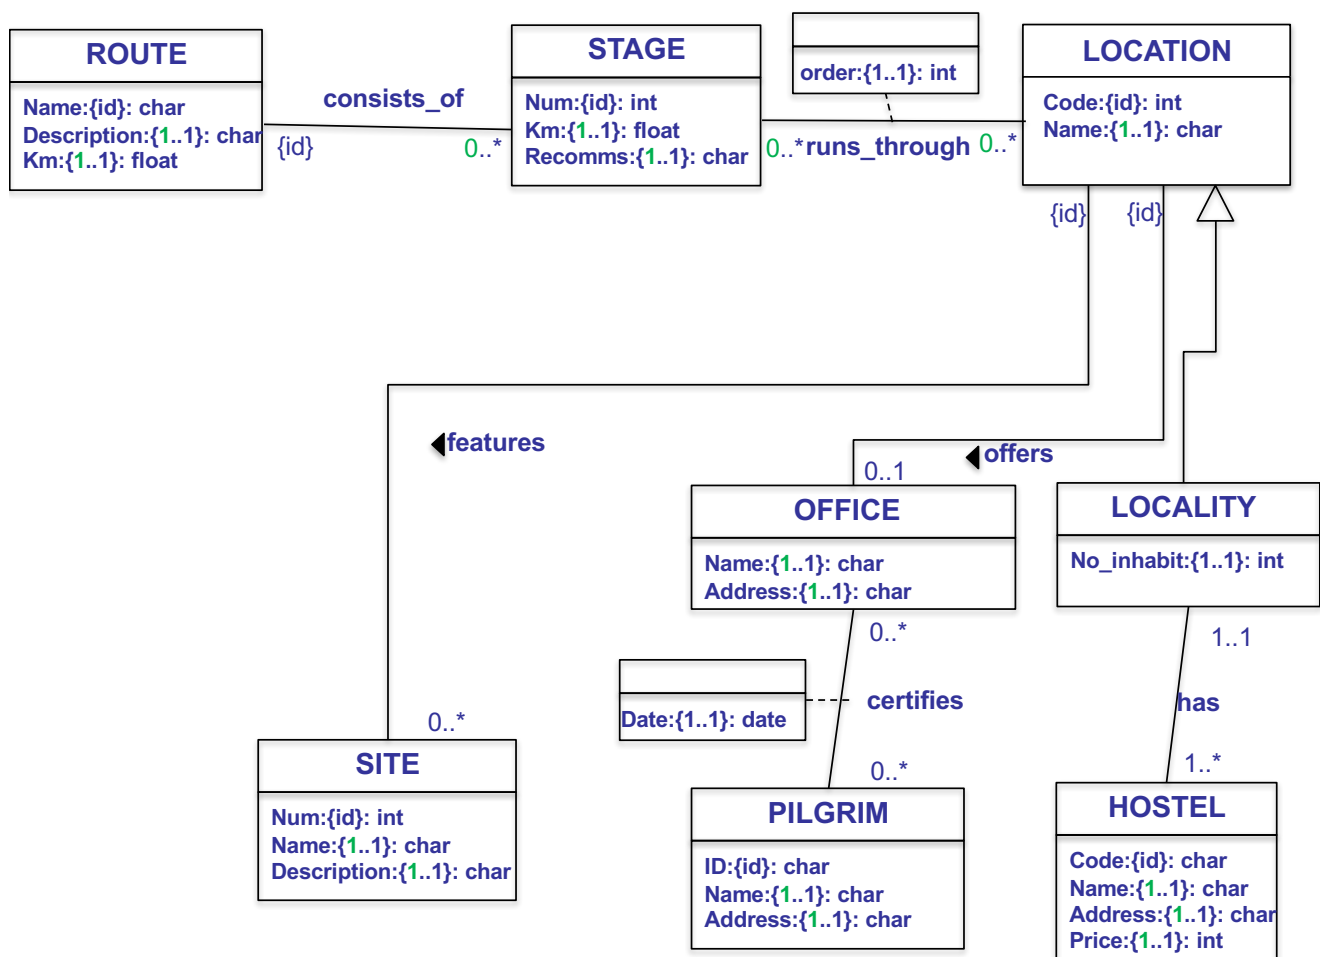 ROUTE
Name:{id}: char
Description:{1..1}: char
Km:{1..1}: float
consists_of
{id}
0..*
STAGE
Num:{id}: int
Km:{1..1}: float
Recomms:{1..1}: char
order:{1..1}: int
0..*
runs_through
0..*
LOCATION
Code:{id}: int
Name:{1..1}: char
{id}
{id}
features
offers
0..1
OFFICE
Name:{1..1}: char
Address:{1..1}: char
LOCALITY
No_inhabit:{1..1}: int
0..*
1..1
Date:{1..1}: date
certifies
has
0..*
0..*
1..*
SITE
Num:{id}: int
Name:{1..1}: char
Description:{1..1}: char
PILGRIM
ID:{id}: char
Name:{1..1}: char
Address:{1..1}: char
HOSTEL
Code:{id}: char
Name:{1..1}: char
Address:{1..1}: char
Price:{1..1}: int